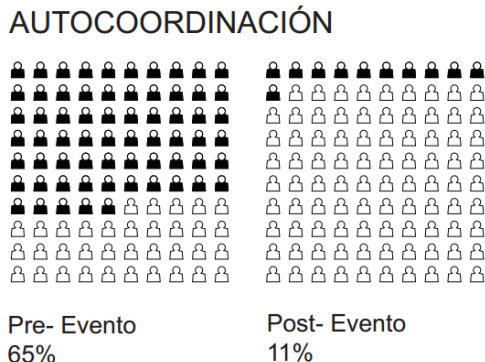 AUTOCOORDINACIÓN
Pre- Evento
65%
Post- Evento
11%